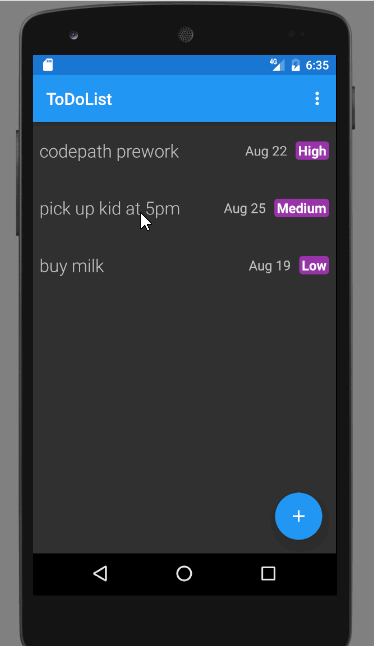 4G 6:35
ToDoList
codepath prework Aug 22 High
pick up kid at 5pm Aug 25 Medium
buy milk Aug 19 Low